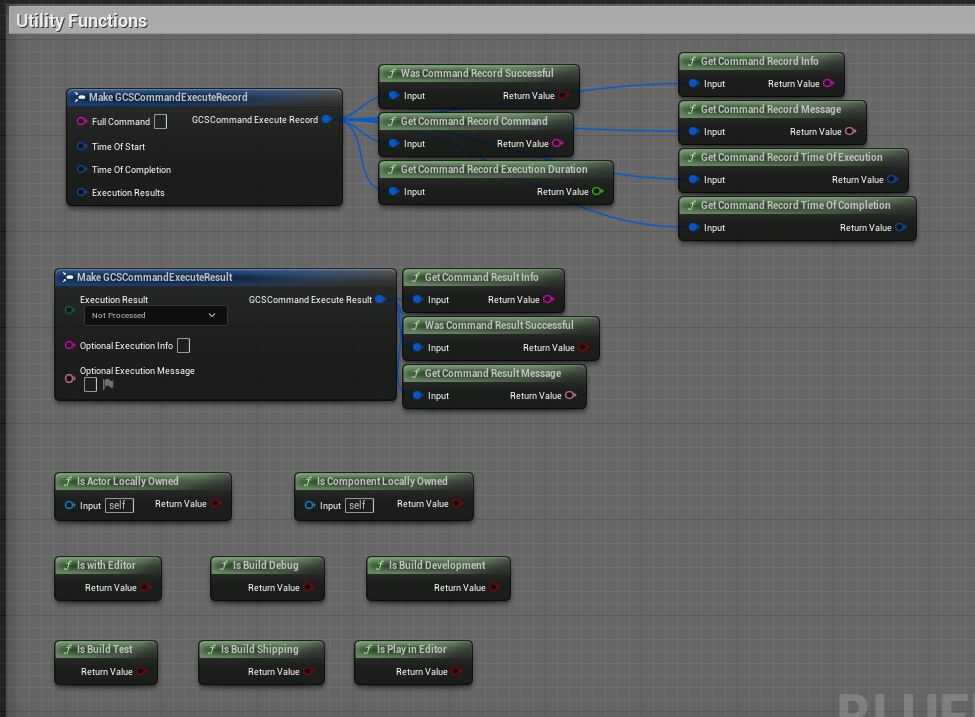 Utility Functions
Make GCSCommandExecuteRecord
Full Command
GCSCommand Execute Record
Time Of Start
Time Of Completion
Execution Results
Was Command Record Successful
Input
Return Value
Get Command Record Command
Input
Return Value
Get Command Record Execution Duration
Input
Return Value
Get Command Record Info
Input
Return Value
Get Command Record Message
Input
Return Value
Get Command Record Time Of Execution
Input
Return Value
Get Command Record Time Of Completion
Input
Return Value
Make GCSCommandExecuteResult
Execution Result
GCSCommand Execute Result
Not Processed
Optional Execution Info
Optional Execution Message
Get Command Result Info
Input
Return Value
Was Command Result Successful
Input
Return Value
Get Command Result Message
Input
Return Value
Is Actor Locally Owned
Input self
Return Value
Is Component Locally Owned
Input self
Return Value
Is with Editor
Return Value
Is Build Debug
Return Value
Is Build Development
Return Value
Is Build Test
Return Value
Is Build Shipping
Return Value
Is Play in Editor
Return Value